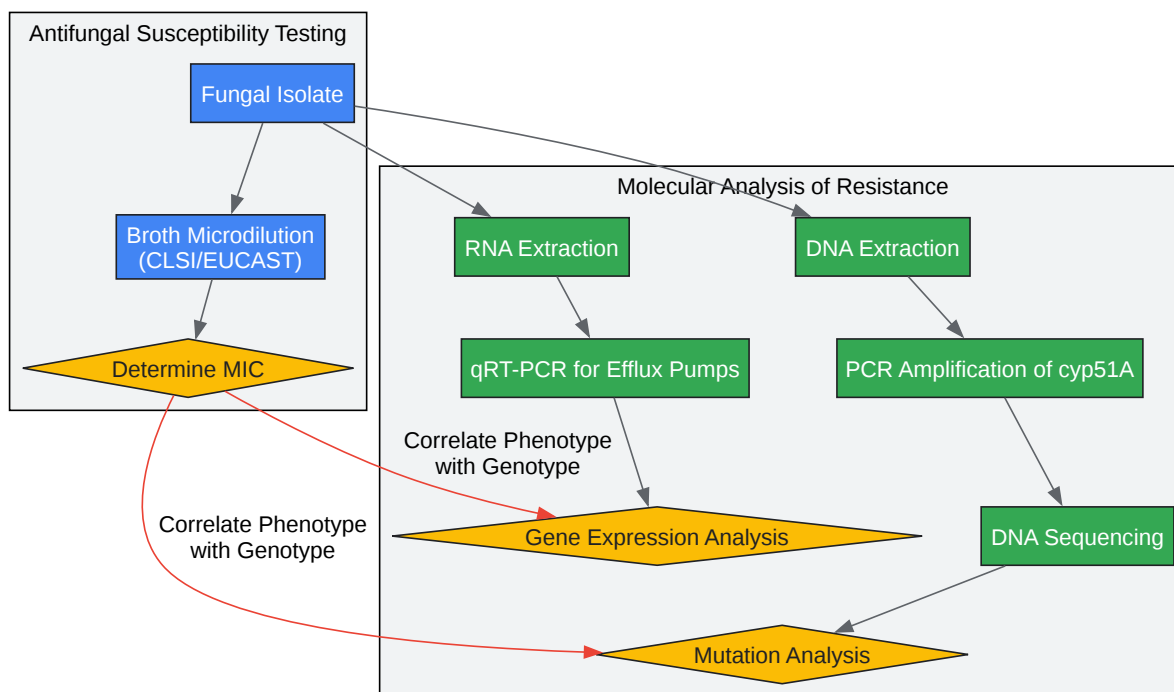 Antifungal Susceptibility Testing
Fungal Isolate
Broth Microdilution
(CLSI/EUCAST)
Determine MIC
Molecular Analysis of Resistance
RNA Extraction
DNA Extraction
qRT-PCR for Efflux Pumps
PCR Amplification of cyp51A
Correlate Phenotype
with Genotype
Correlate Phenotype
with Genotype
Gene Expression Analysis
DNA Sequencing
Mutation Analysis